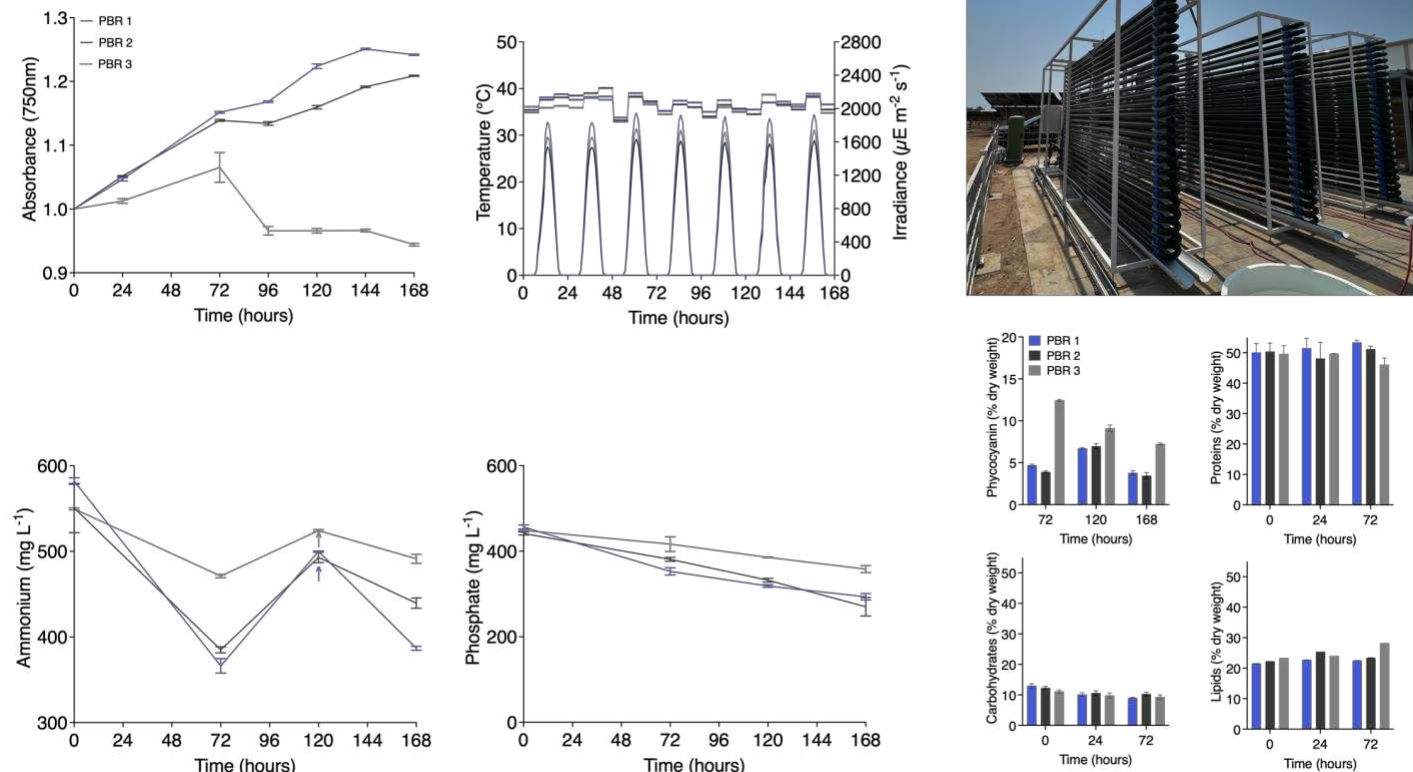 Absorbance (750nm)
1.3
1.2
1.1
1.0
0.9
PBR 1
PBR 2
PBR 3
0 24 48 72 96 120 144 168
Time (hours)
Temperature (°C)
50
40
30
20
10
0
2800
2400
2000
1600
1200
800
400
0
Irradiance (µE m-2 s-1)
0 24 48 72 96 120 144 168
Time (hours)
Ammonium (mg L-1)
600
500
400
300
0 24 48 72 96 120 144 168
Time (hours)
Phosphate (mg L-1)
600
400
200
0
0 24 48 72 96 120 144 168
Time (hours)
Phycocyanin (% dry weight)
20
15
10
5
0
PBR 1
PBR 2
PBR 3
72 120 168
Time (hours)
Proteins (% dry weight)
50
40
30
20
10
0
0 24 72
Time (hours)
Carbohydrates (% dry weight)
50
40
30
20
10
0
0 24 72
Time (hours)
Lipids (% dry weight)
50
40
30
20
10
0
0 24 72
Time (hours)